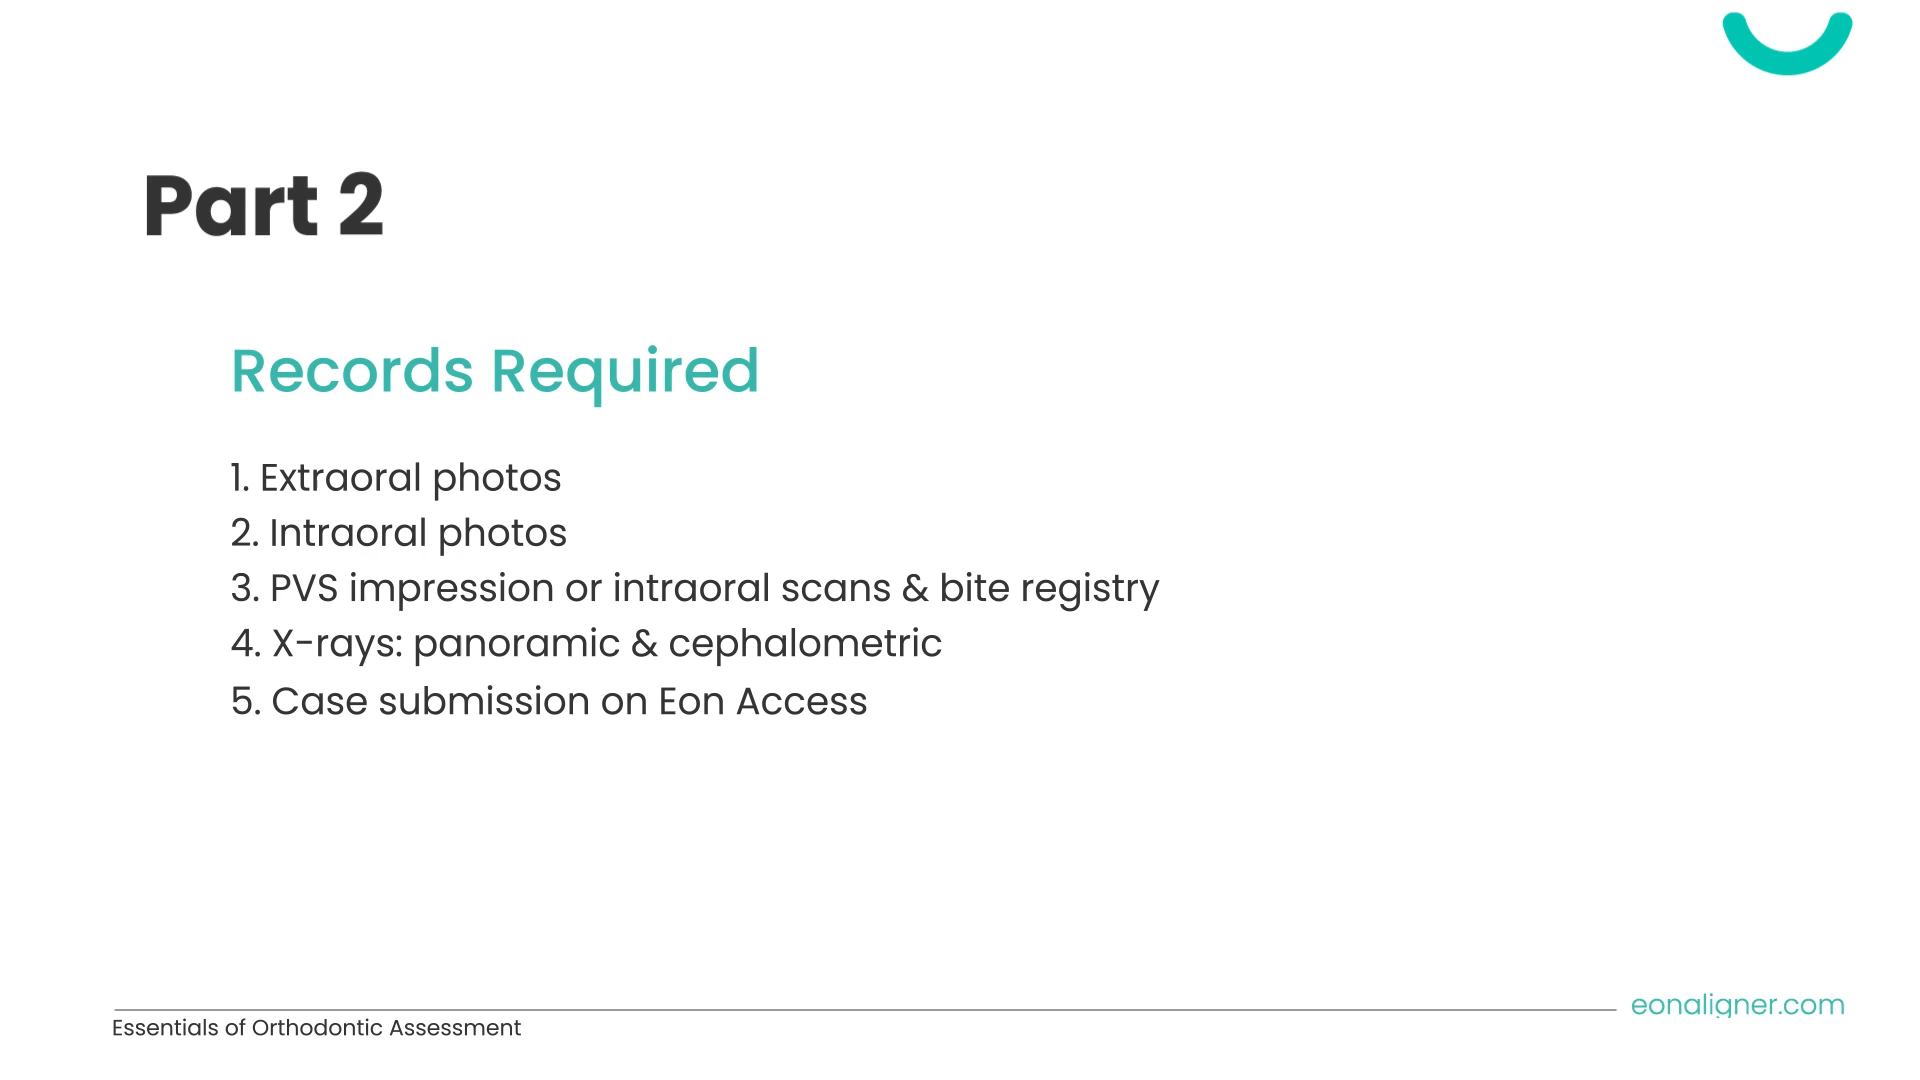 Part 2
Records Required
1. Extraoral photos
2. Intraoral photos
3. PVS impression or intraoral scans & bite registry
4. X-rays: panoramic & cephalometric
5. Case submission on Eon Access
eonaligner.com
Essentials of Orthodontic Assessment